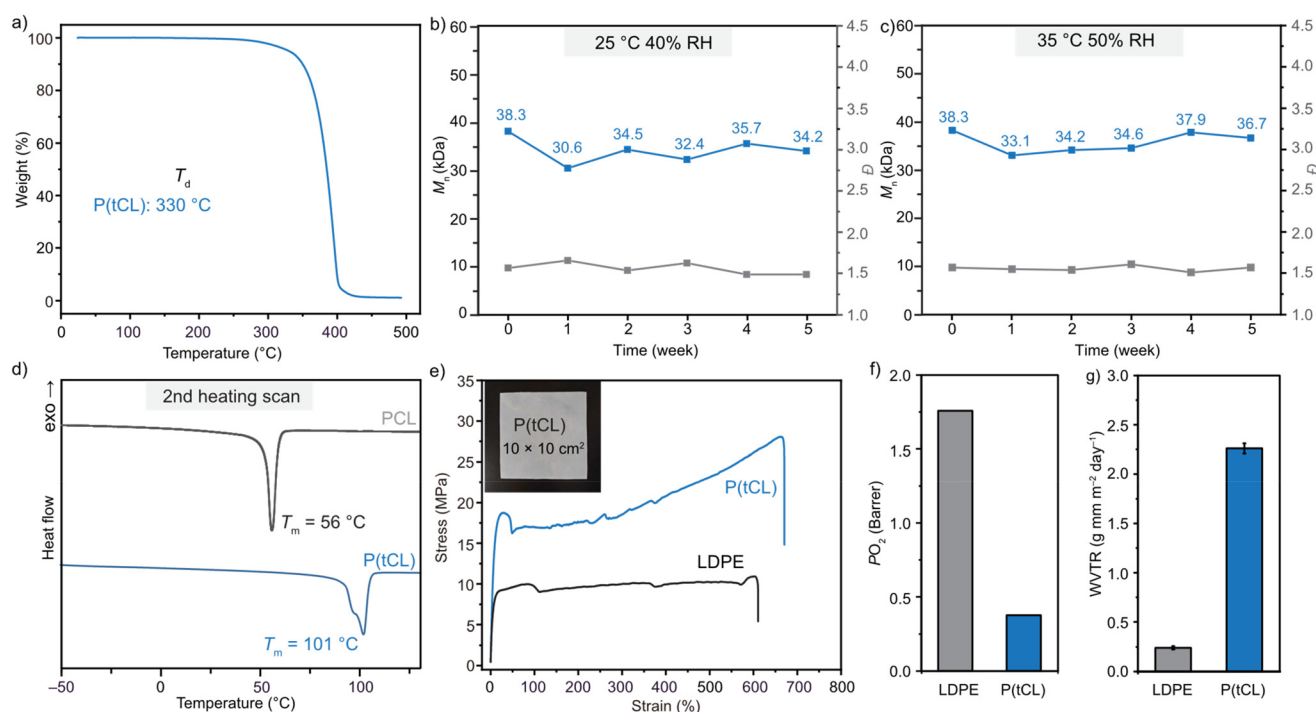 a)
100
80
60
40
20
0
Weight (%)
Td
P(tCL): 330 °C
0 100 200 300 400 500
Temperature (°C)
b)
25 °C 40% RH
60
50
40
30
20
10
0
Mn (kDa)
38.3 30.6 34.5 32.4 35.7 34.2
4.5
4.0
3.5
3.0
2.5
2.0
1.5
1.0
Đ
0 1 2 3 4 5
Time (week)
c)
35 °C 50% RH
60
50
40
30
20
10
0
Mn (kDa)
38.3 33.1 34.2 34.6 37.9 36.7
4.5
4.0
3.5
3.0
2.5
2.0
1.5
1.0
Đ
0 1 2 3 4 5
Time (week)
d)
exo →
Heat flow
2nd heating scan
PCL
Tm = 56 °C
P(tCL)
Tm = 101 °C
−50 0 50 100
Temperature (°C)
e)
35
30
25
20
15
10
5
0
Stress (MPa)
P(tCL)
10 × 10 cm²
P(tCL)
LDPE
0 100 200 300 400 500 600 700 800
Strain (%)
f)
2.0
1.5
1.0
0.5
0.0
PO₂ (Barrer)
LDPE P(tCL)
g)
3.0
2.5
2.0
1.5
1.0
0.5
0.0
WVTR (g mm m⁻² day⁻¹)
LDPE P(tCL)